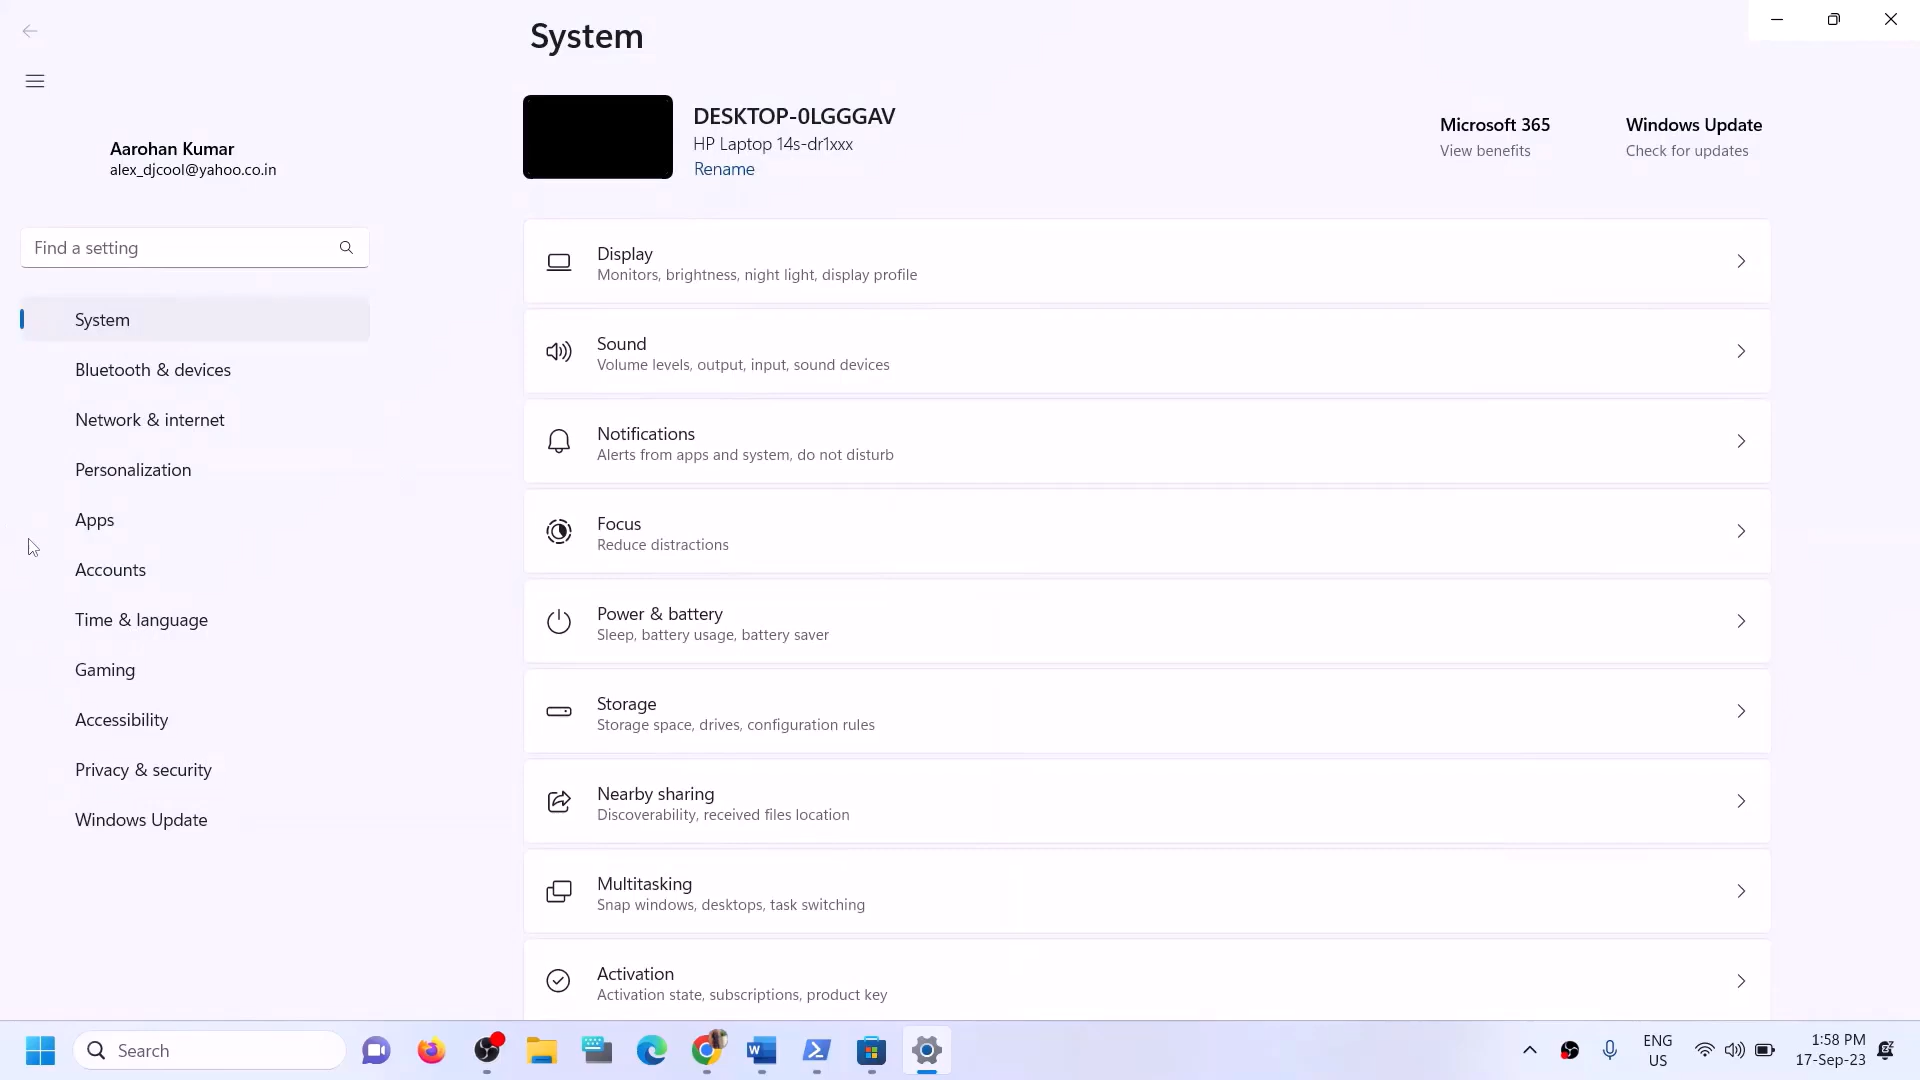 System
DESKTOP-0LGGGAV
HP Laptop 14s-dr1xxx
Rename
Microsoft 365
View benefits
Windows Update
Check for updates
Aarohan Kumar
alex_djcool@yahoo.co.in
Find a setting
System
Bluetooth & devices
Network & internet
Personalization
Apps
Accounts
Time & language
Gaming
Accessibility
Privacy & security
Windows Update
Display
Monitors, brightness, night light, display profile
Sound
Volume levels, output, input, sound devices
Notifications
Alerts from apps and system, do not disturb
Focus
Reduce distractions
Power & battery
Sleep, battery usage, battery saver
Storage
Storage space, drives, configuration rules
Nearby sharing
Discoverability, received files location
Multitasking
Snap windows, desktops, task switching
Activation
Activation state, subscriptions, product key
Search
ENG
US
1:58 PM
17-Sep-23